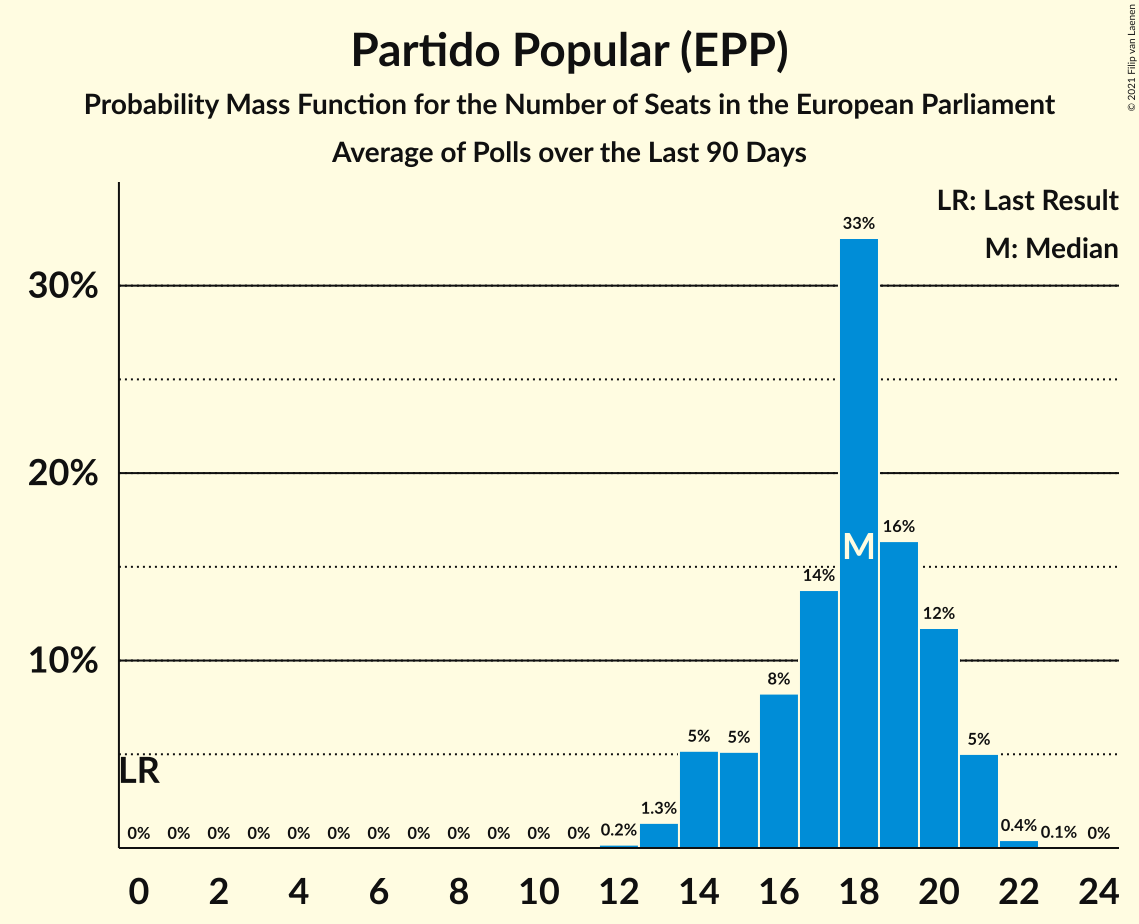 Partido Popular (EPP)
Probability Mass Function for the Number of Seats in the European Parliament
Average of Polls over the Last 90 Days
© 2021 Filip van Laenen
LR: Last Result
M: Median
33%
30%
20%
16%
M
14%
12%
10%
8%
5%
5%
5%
LR
1.3%
0% 0% 0% 0% 0% 0% 0% 0% 0% 0% 0% 0% 0.2% 0.4% 0.1% 0%
0 2 4 6 8 10 12 14 16 18 20 22 24